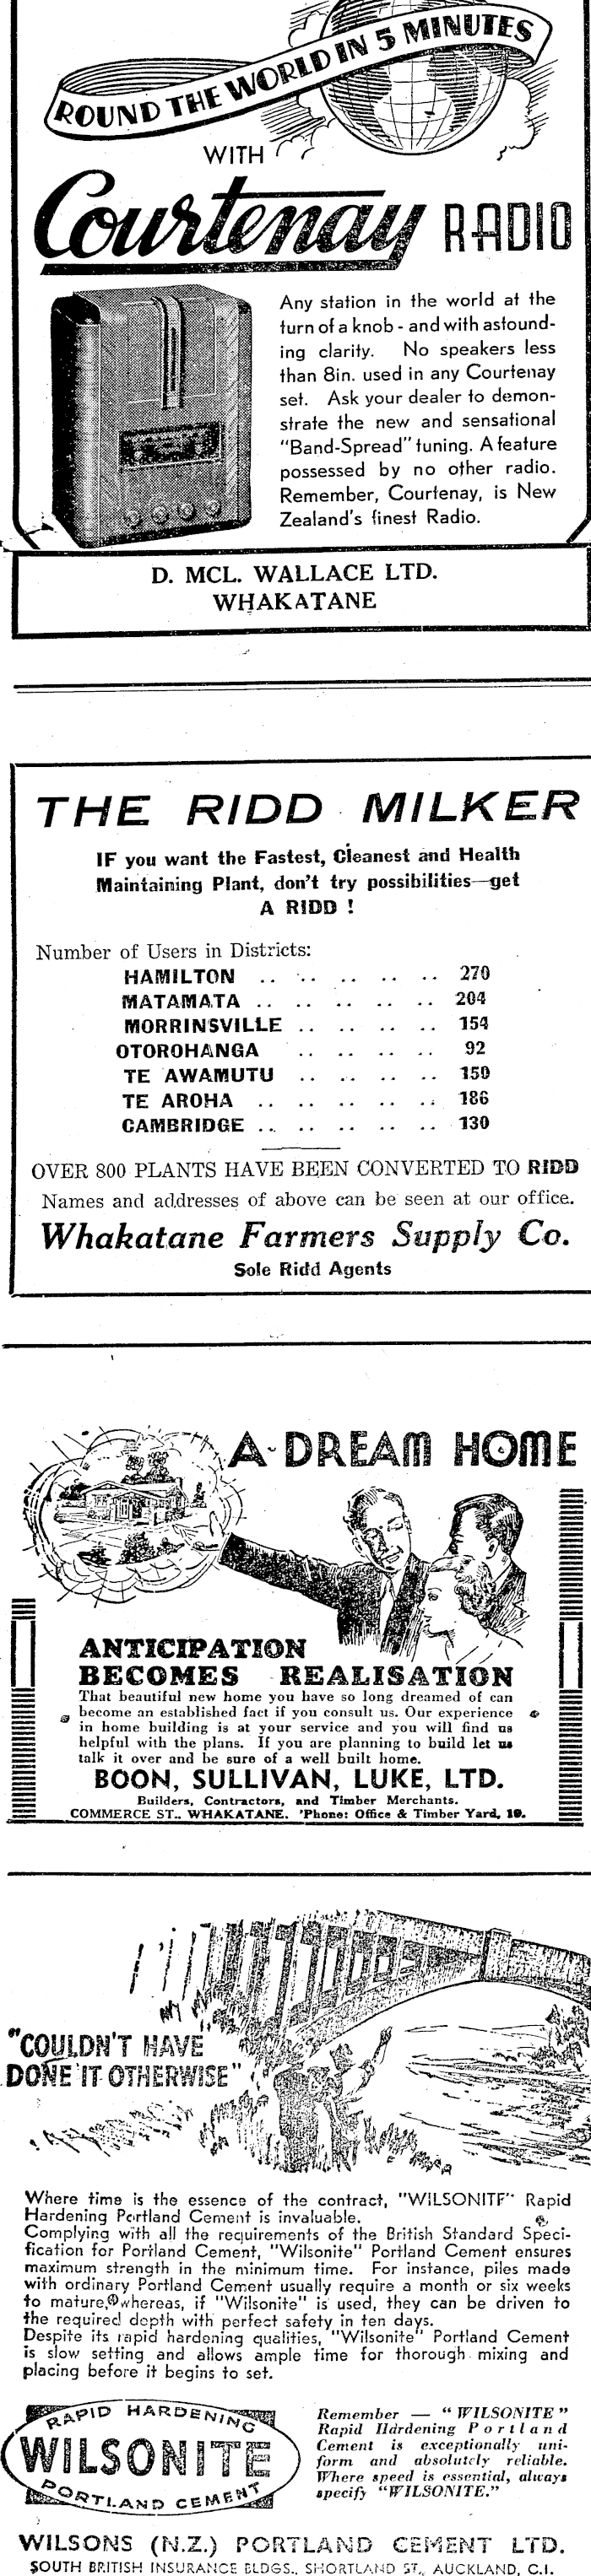 ROUND THE WORLD IN 5 MINUTES
WITH
Courtenay RADIO
Any station in the world at the
turn of a knob - and with astound-
ing clarity. No speakers less
than 8in. used in any Courtenay
set. Ask your dealer to demon-
strate the new and sensational
"Band-Spread" tuning. A feature
possessed by no other radio.
Remember, Courtenay, is New
Zealand's finest Radio.
D. MCL. WALLACE LTD.
WHAKATANE
THE RIDD MILKER
IF you want the Fastest, Cleanest and Health
Maintaining Plant, don't try possibilities—get
A RIDD !
Number of Users in Districts:
HAMILTON .. .. .. .. .. 270
MATAMATA .. .. .. .. .. 204
MORRINSVILLE .. .. .. .. 154
OTOROHANGA .. .. .. .. 92
TE AWAMUTU .. .. .. .. 150
TE AROHA .. .. .. .. .. 186
CAMBRIDGE .. .. .. .. .. 130
OVER 800 PLANTS HAVE BEEN CONVERTED TO RIDD
Names and addresses of above can be seen at our office.
Whakatane Farmers Supply Co.
Sole Ridd Agents
A DREAM HOME
ANTICIPATION
BECOMES REALISATION
That beautiful new home you have so long dreamed of can
become an established fact if you consult us. Our experience
in home building is at your service and you will find us
helpful with the plans. If you are planning to build let us
talk it over and be sure of a well built home.
BOON, SULLIVAN, LUKE, LTD.
Builders, Contractors, and Timber Merchants.
COMMERCE ST., WHAKATANE. 'Phone: Office & Timber Yard, 19.
"COULDN'T HAVE
DONE IT OTHERWISE"
Where time is the essence of the contract, "WILSONITE" Rapid
Hardening Portland Cement is invaluable.
Complying with all the requirements of the British Standard Speci-
fication for Portland Cement, "Wilsonite" Portland Cement ensures
maximum strength in the minimum time. For instance, piles made
with ordinary Portland Cement usually require a month or six weeks
to mature, whereas, if "Wilsonite" is used, they can be driven to
the required depth with perfect safety in ten days.
Despite its rapid hardening qualities, "Wilsonite" Portland Cement
is slow setting and allows ample time for thorough mixing and
placing before it begins to set.
RAPID HARDENING
WILSONITE
PORTLAND CEMENT
Remember — "WILSONITE"
Rapid Hardening Portland
Cement is exceptionally uni-
form and absolutely reliable.
Where speed is essential, always
specify "WILSONITE."
WILSONS (N.Z.) PORTLAND CEMENT LTD.
SOUTH BRITISH INSURANCE BLDGS., SHORTLAND ST., AUCKLAND, C.I.